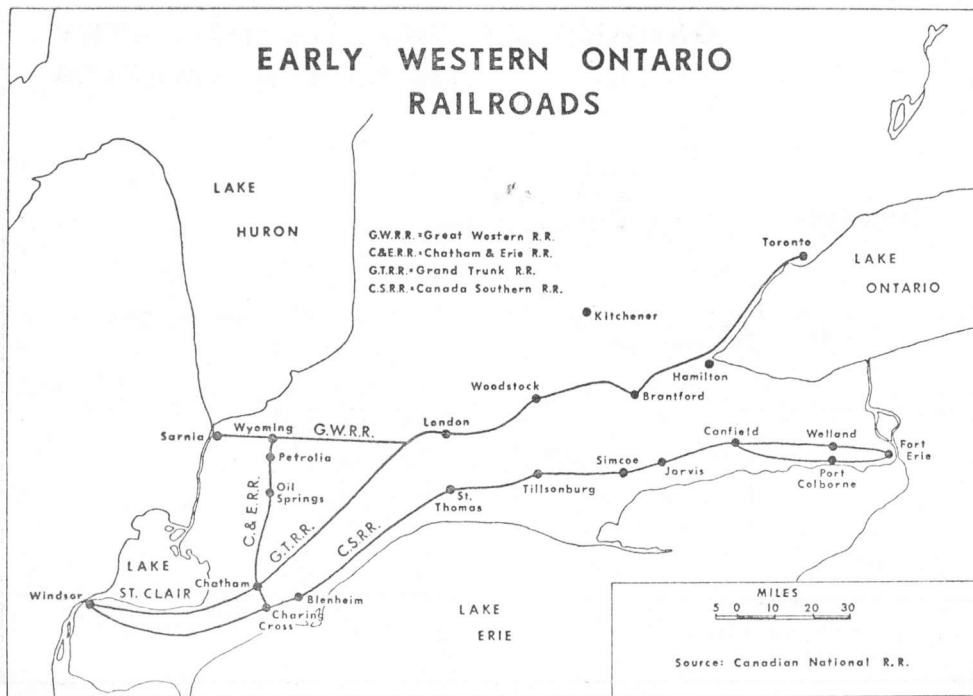 EARLY WESTERN ONTARIO
RAILROADS
LAKE
HURON
G.W.R.R.=Great Western R.R.
C&E.R.R.=Chatham & Erie R.R.
G.T.R.R.=Grand Trunk R.R.
C.S.R.R.=Canada Southern R.R.
Toronto
LAKE
ONTARIO
Kitchener
Hamilton
Woodstock
Brantford
London
Sarnia
Wyoming
G.W.R.R.
Petrolia
Oil
Springs
C.& E.R.R.
G.T.R.R.
C.S.R.R.
Canfield
Welland
Fort
Erie
Simcoe
Jarvis
Port
Colborne
Tillsonburg
St.
Thomas
LAKE
ST. CLAIR
Chatham
Windsor
Blenheim
Charing
Cross
LAKE
ERIE
MILES
5 0 10 20 30
Source: Canadian National R.R.